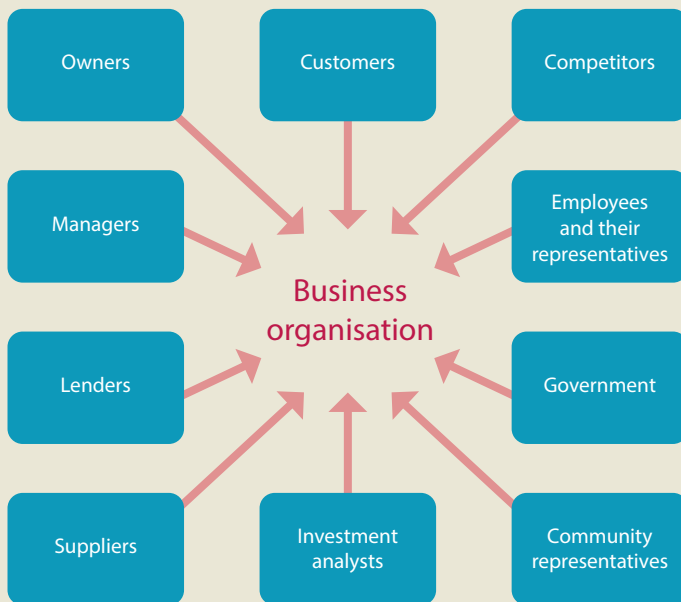 Owners
Customers
Competitors
Managers
Employees
and their
representatives
Business
organisation
Lenders
Government
Suppliers
Investment
analysts
Community
representatives